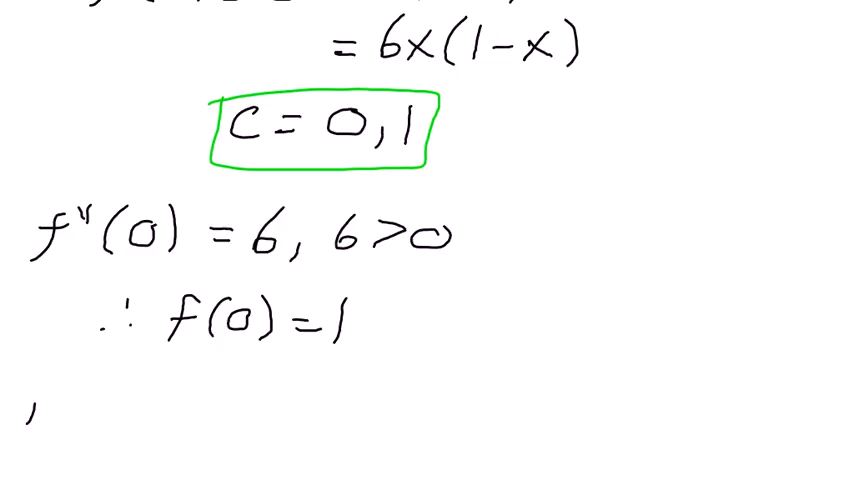 = 6x(1-x)
c = 0, 1
f"(0) = 6, 6>0
∴ f(0)=1